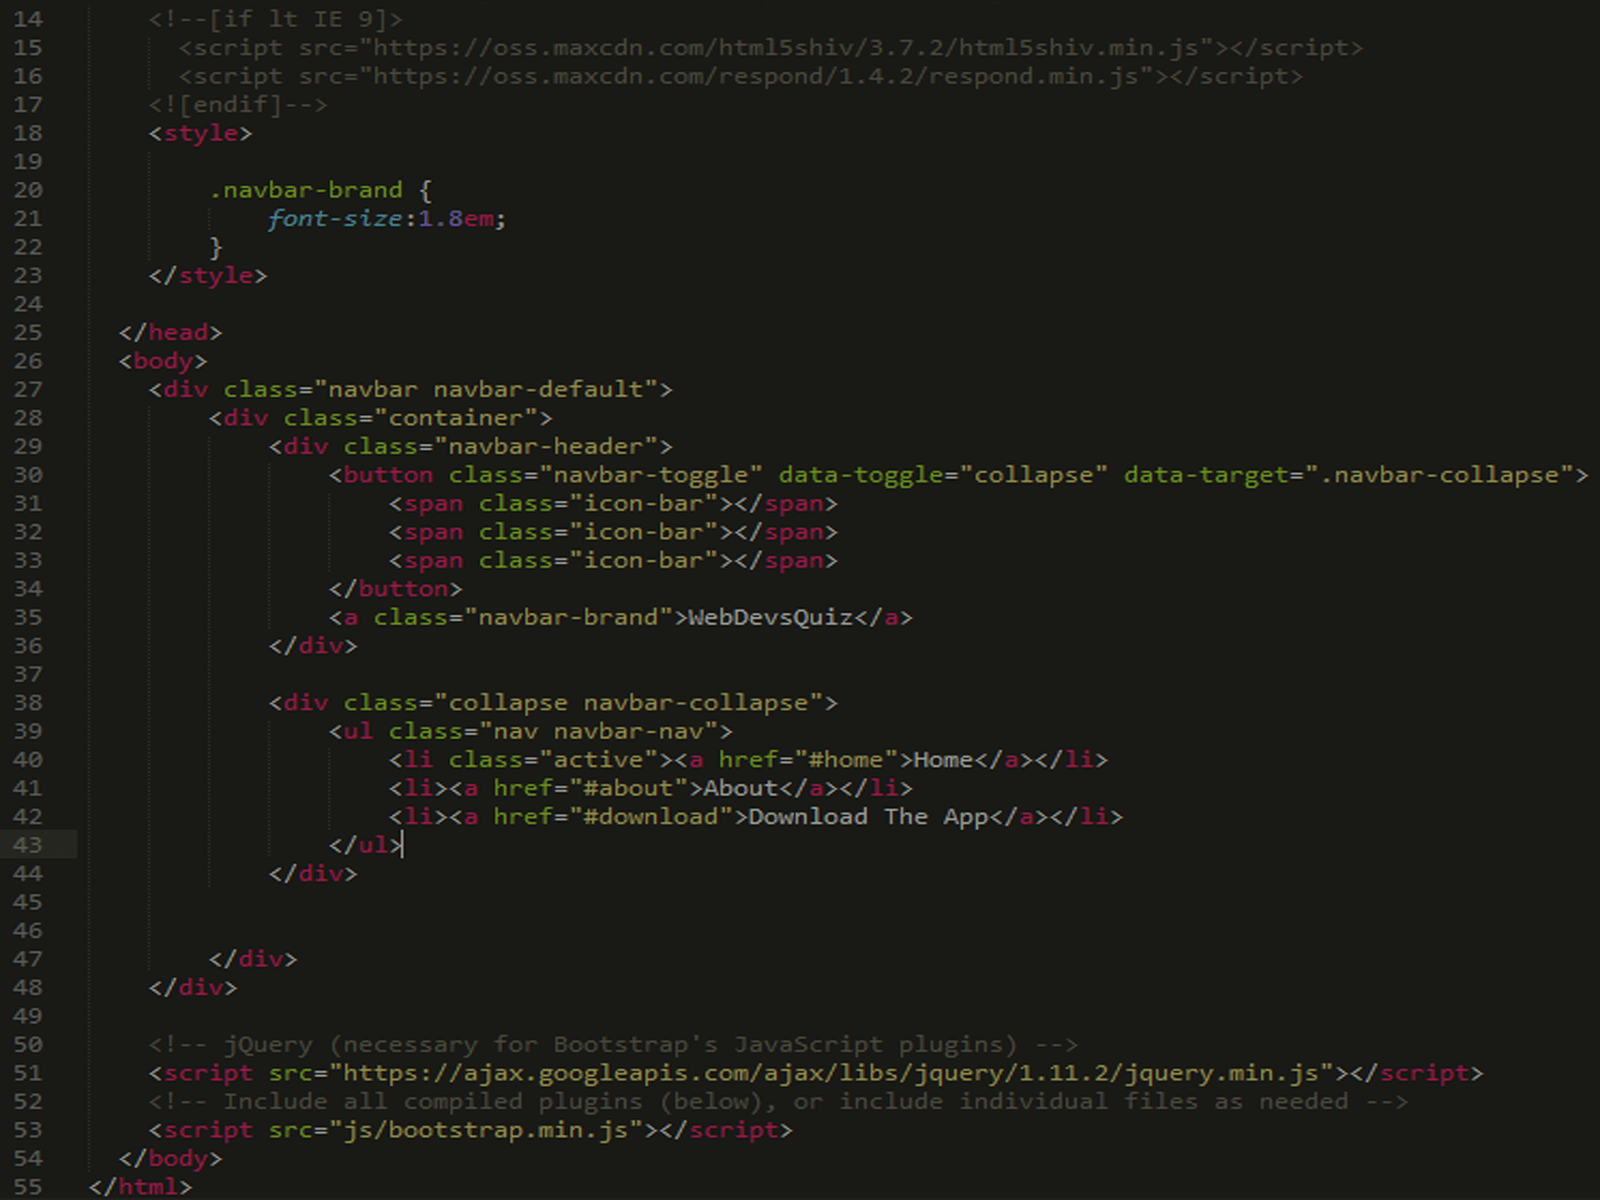 14 <!--[if lt IE 9]>
15 <script src="https://oss.maxcdn.com/html5shiv/3.7.2/html5shiv.min.js"></script>
16 <script src="https://oss.maxcdn.com/respond/1.4.2/respond.min.js"></script>
17 <![endif]-->
18 <style>
19
20 .navbar-brand {
21 font-size:1.8em;
22 }
23 </style>
24
25 </head>
26 <body>
27 <div class="navbar navbar-default">
28 <div class="container">
29 <div class="navbar-header">
30 <button class="navbar-toggle" data-toggle="collapse" data-target=".navbar-collapse">
31 <span class="icon-bar"></span>
32 <span class="icon-bar"></span>
33 <span class="icon-bar"></span>
34 </button>
35 <a class="navbar-brand">WebDevsQuiz</a>
36 </div>
37
38 <div class="collapse navbar-collapse">
39 <ul class="nav navbar-nav">
40 <li class="active"><a href="#home">Home</a></li>
41 <li><a href="#about">About</a></li>
42 <li><a href="#download">Download The App</a></li>
43 </ul>
44 </div>
45
46
47 </div>
48 </div>
49
50 <!-- jQuery (necessary for Bootstrap's JavaScript plugins) -->
51 <script src="https://ajax.googleapis.com/ajax/libs/jquery/1.11.2/jquery.min.js"></script>
52 <!-- Include all compiled plugins (below), or include individual files as needed -->
53 <script src="js/bootstrap.min.js"></script>
54 </body>
55 </html>